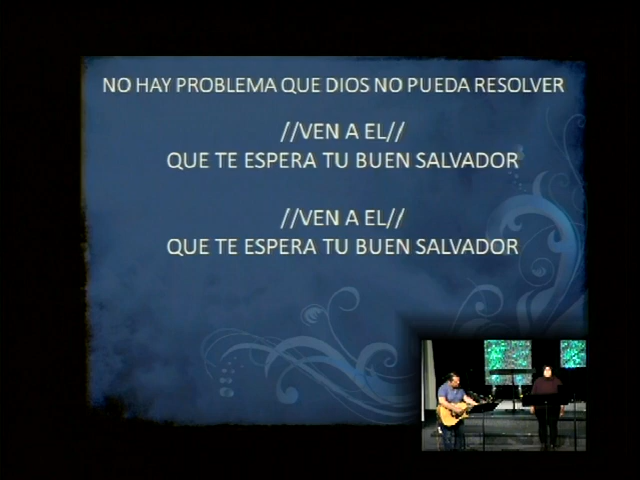 NO HAY PROBLEMA QUE DIOS NO PUEDA RESOLVER
//VEN A EL//
QUE TE ESPERA TU BUEN SALVADOR
//VEN A EL//
QUE TE ESPERA TU BUEN SALVADOR